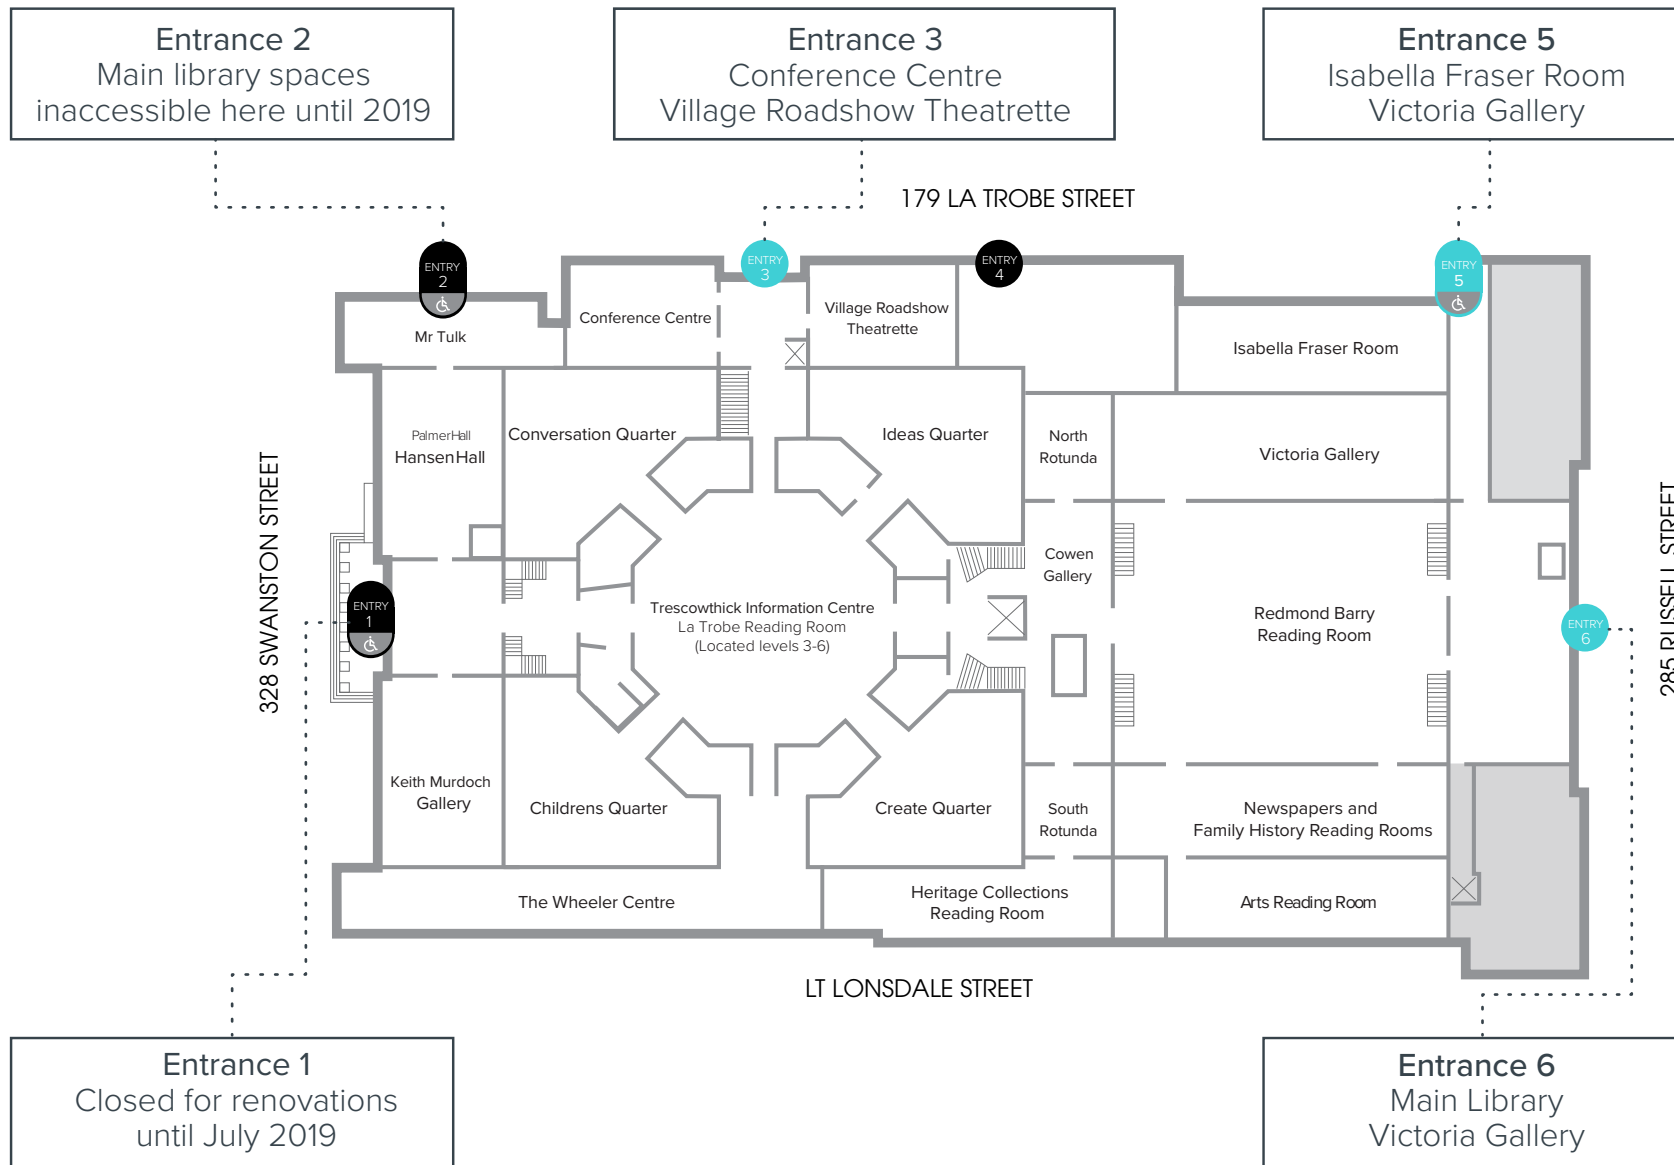 Entrance 2
Main library spaces
inaccessible here until 2019
Entrance 3
Conference Centre
Village Roadshow Theatrette
Entrance 5
Isabella Fraser Room
Victoria Gallery
179 LA TROBE STREET
ENTRY
2
ENTRY
3
ENTRY
4
ENTRY
5
Mr Tulk
Conference Centre
Village Roadshow
Theatrette
Isabella Fraser Room
Palmer Hall
Hansen Hall
Conversation Quarter
Ideas Quarter
North
Rotunda
Victoria Gallery
328 SWANSTON STREET
285 RUSSELL STREET
ENTRY
1
Trescowthick Information Centre
La Trobe Reading Room
(Located levels 3-6)
Cowen
Gallery
Redmond Barry
Reading Room
ENTRY
6
Keith Murdoch
Gallery
Childrens Quarter
Create Quarter
South
Rotunda
Newspapers and
Family History Reading Rooms
The Wheeler Centre
Heritage Collections
Reading Room
Arts Reading Room
LT LONSDALE STREET
Entrance 1
Closed for renovations
until July 2019
Entrance 6
Main Library
Victoria Gallery